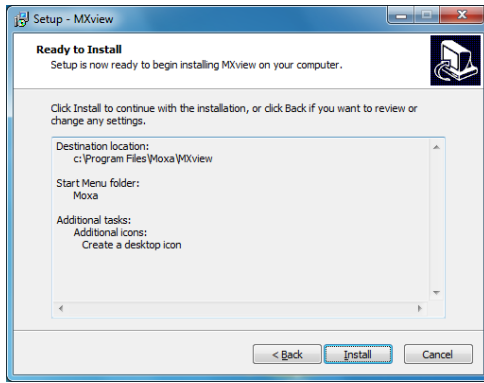 Setup - MXview
Ready to Install
Setup is now ready to begin installing MXview on your computer.
Click Install to continue with the installation, or click Back if you want to review or
change any settings.
Destination location:
c:\Program Files\Moxa\MXview
Start Menu folder:
Moxa
Additional tasks:
Additional icons:
Create a desktop icon
< Back
Install
Cancel